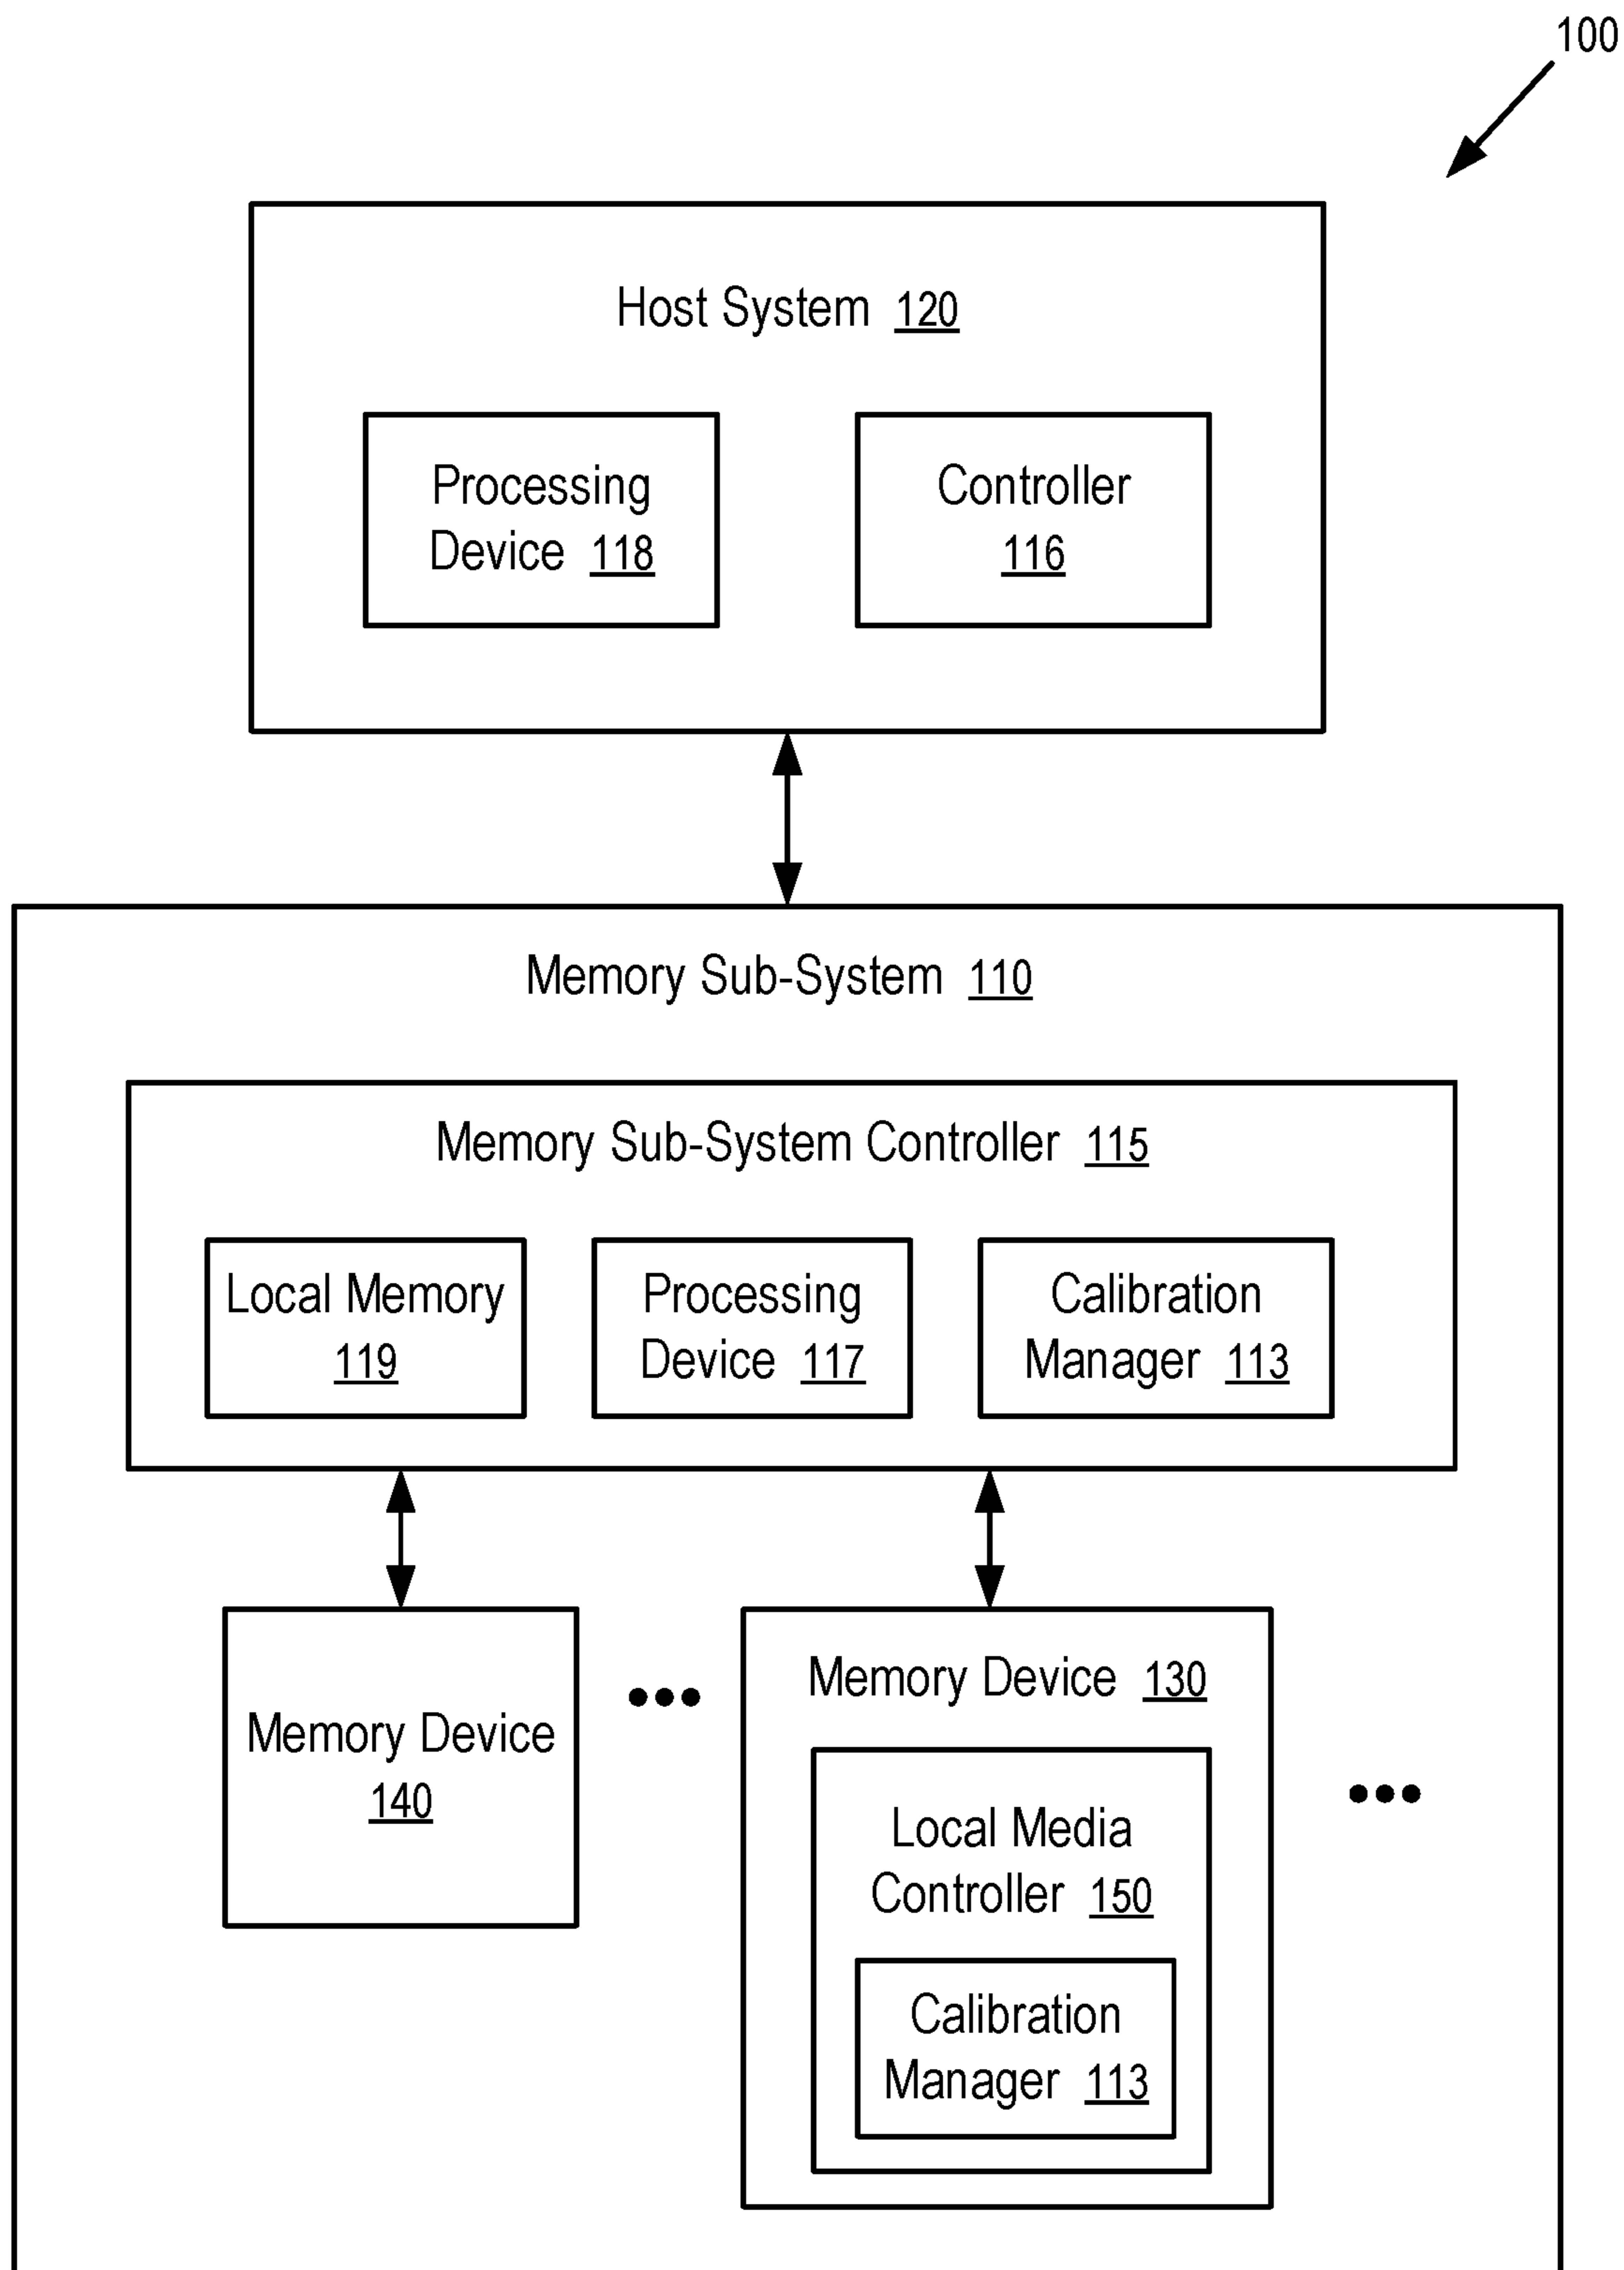 100
Host System 120
Processing
Device 118
Controller
116
Memory Sub-System 110
Memory Sub-System Controller 115
Local Memory
119
Processing
Device 117
Calibration
Manager 113
Memory Device
140
Memory Device 130
Local Media
Controller 150
Calibration
Manager 113